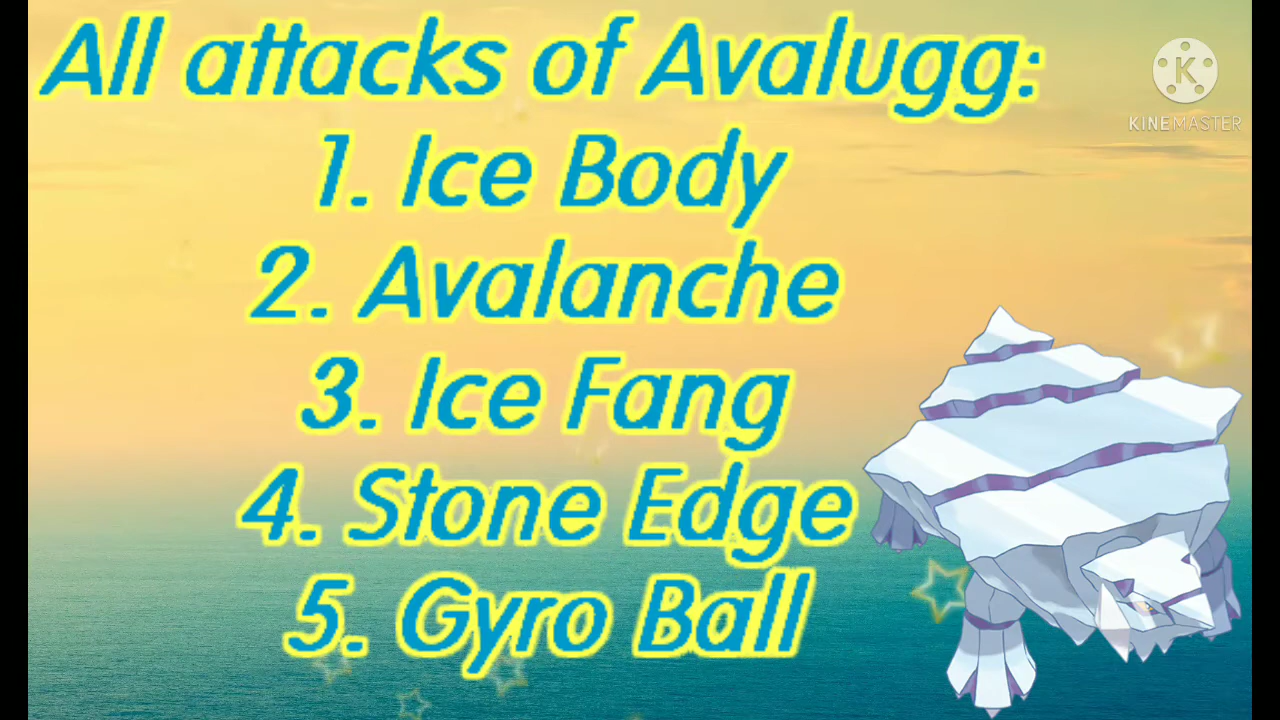 All attacks of Avalugg:
K
KINEMASTER
1. Ice Body
2. Avalanche
3. Ice Fang
4. Stone Edge
5. Gyro Ball